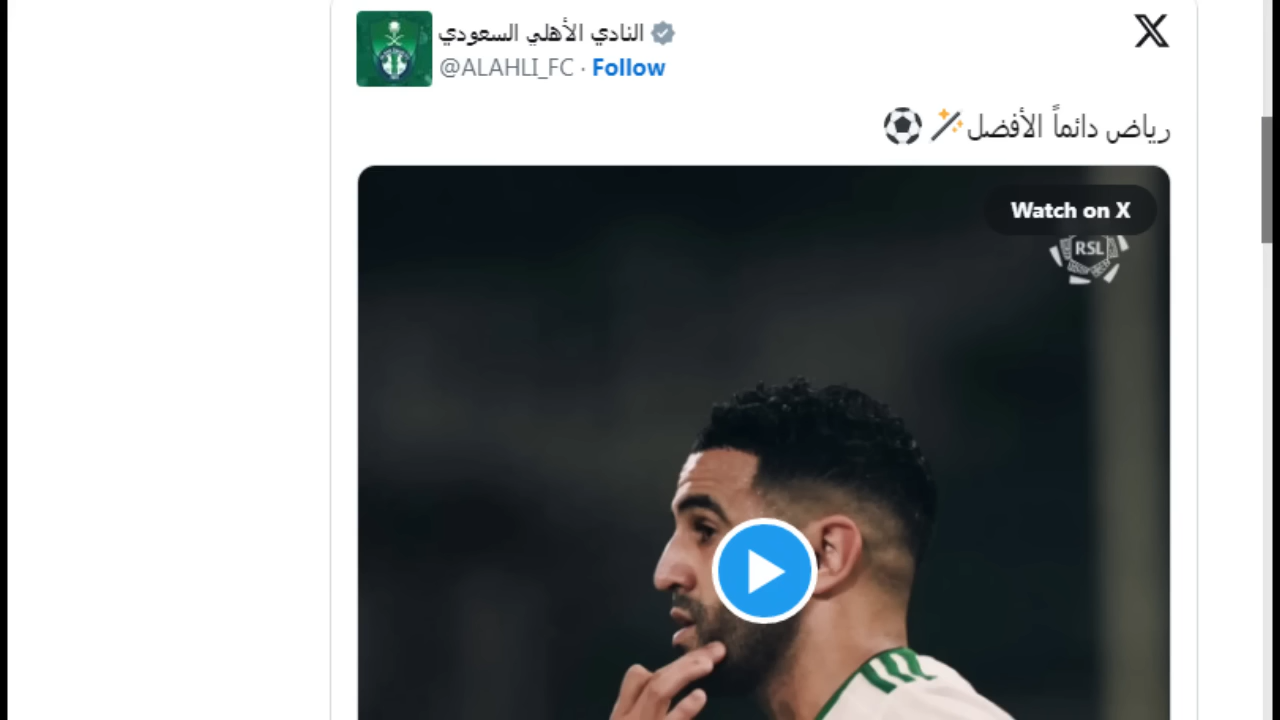 النادي الأهلي السعودي
@ALAHLI_FC · Follow
رياض دائماً الأفضل
Watch on X
RSL